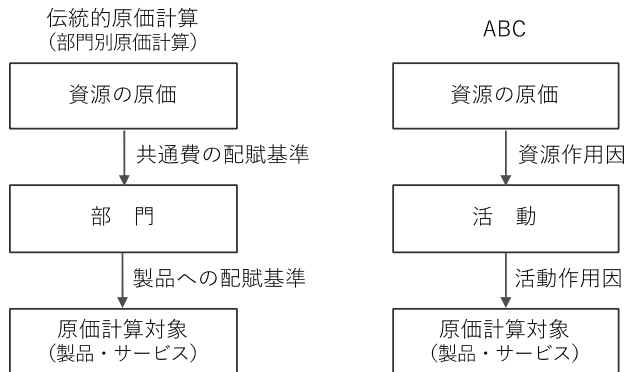 伝統的原価計算
（部門別原価計算）
資源の原価
共通費の配賦基準
部　門
製品への配賦基準
原価計算対象
（製品・サービス）
ABC
資源の原価
資源作用因
活　動
活動作用因
原価計算対象
（製品・サービス）